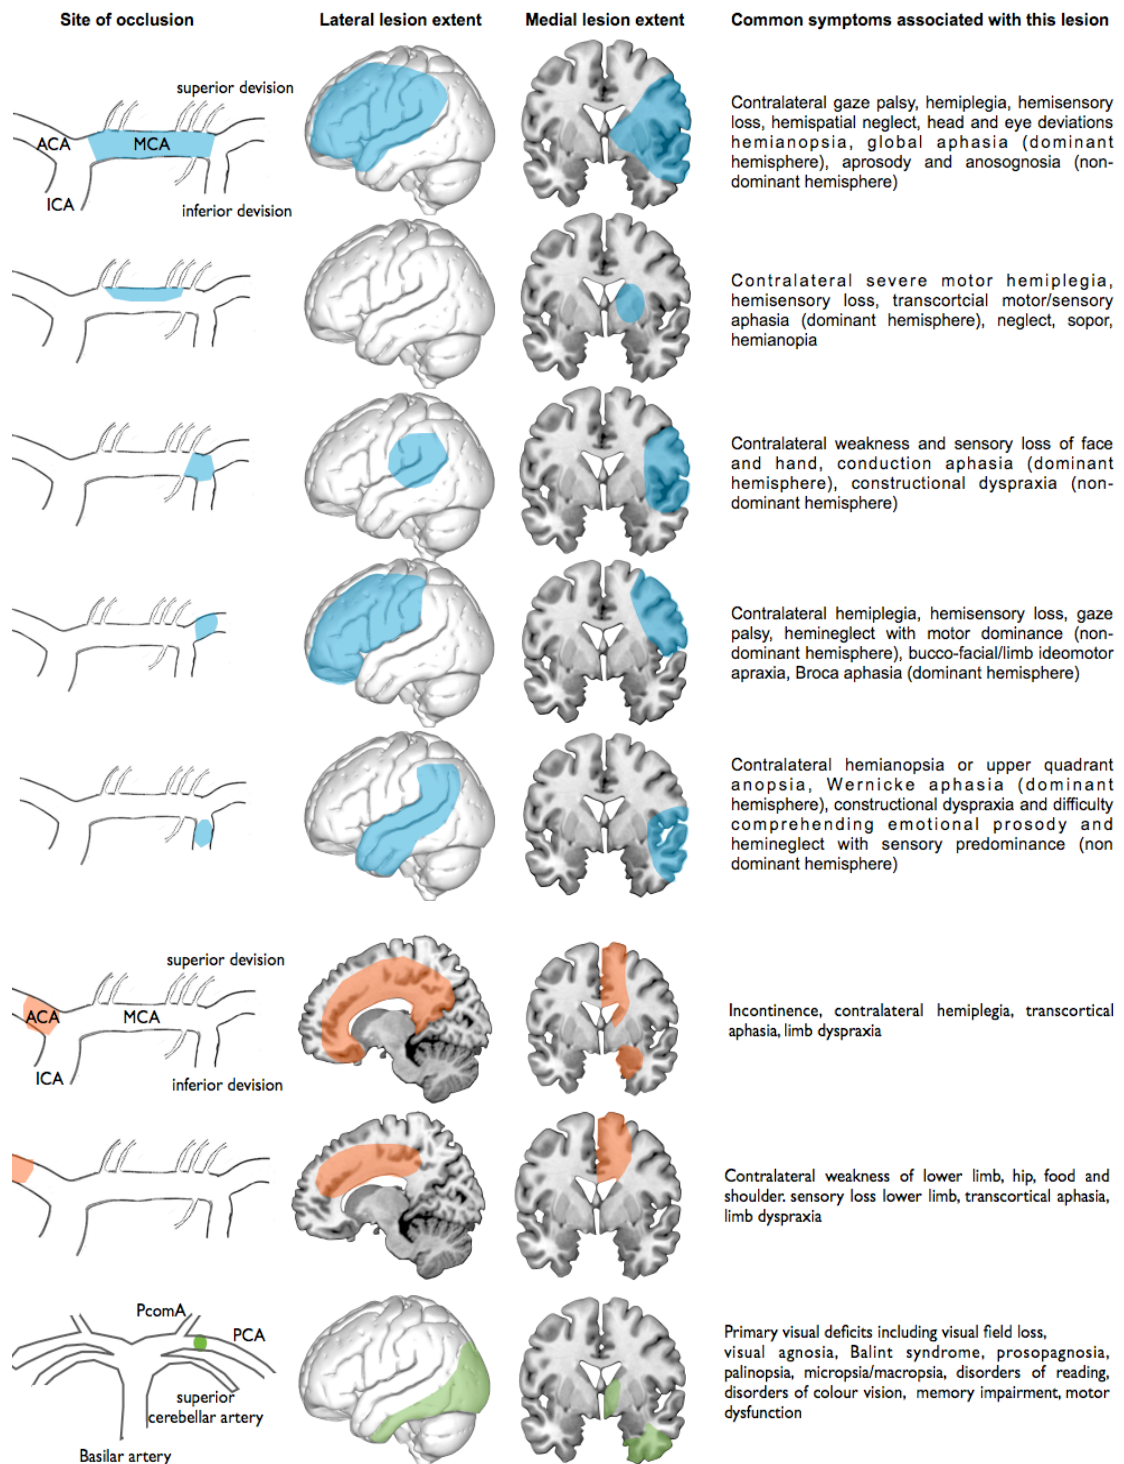 Site of occlusion
Lateral lesion extent
Medial lesion extent
Common symptoms associated with this lesion
superior devision
ACA
MCA
ICA
inferior devision
Contralateral gaze palsy, hemiplegia, hemisensory
loss, hemispatial neglect, head and eye deviations
hemianopsia, global aphasia (dominant
hemisphere), aprosody and anosognosia (non-
dominant hemisphere)
Contralateral severe motor hemiplegia,
hemisensory loss, transcortcial motor/sensory
aphasia (dominant hemisphere), neglect, sopor,
hemianopia
Contralateral weakness and sensory loss of face
and hand, conduction aphasia (dominant
hemisphere), constructional dyspraxia (non-
dominant hemisphere)
Contralateral hemiplegia, hemisensory loss, gaze
palsy, hemineglect with motor dominance (non-
dominant hemisphere), bucco-facial/limb ideomotor
apraxia, Broca aphasia (dominant hemisphere)
Contralateral hemianopsia or upper quadrant
anopsia, Wernicke aphasia (dominant
hemisphere), constructional dyspraxia and difficulty
comprehending emotional prosody and
hemineglect with sensory predominance (non
dominant hemisphere)
superior devision
ACA
MCA
ICA
inferior devision
Incontinence, contralateral hemiplegia, transcortical
aphasia, limb dyspraxia
Contralateral weakness of lower limb, hip, food and
shoulder. sensory loss lower limb, transcortical aphasia,
limb dyspraxia
PcomA
PCA
superior
cerebellar artery
Basilar artery
Primary visual deficits including visual field loss,
visual agnosia, Balint syndrome, prosopagnosia,
palinopsia, micropsia/macropsia, disorders of reading,
disorders of colour vision, memory impairment, motor
dysfunction